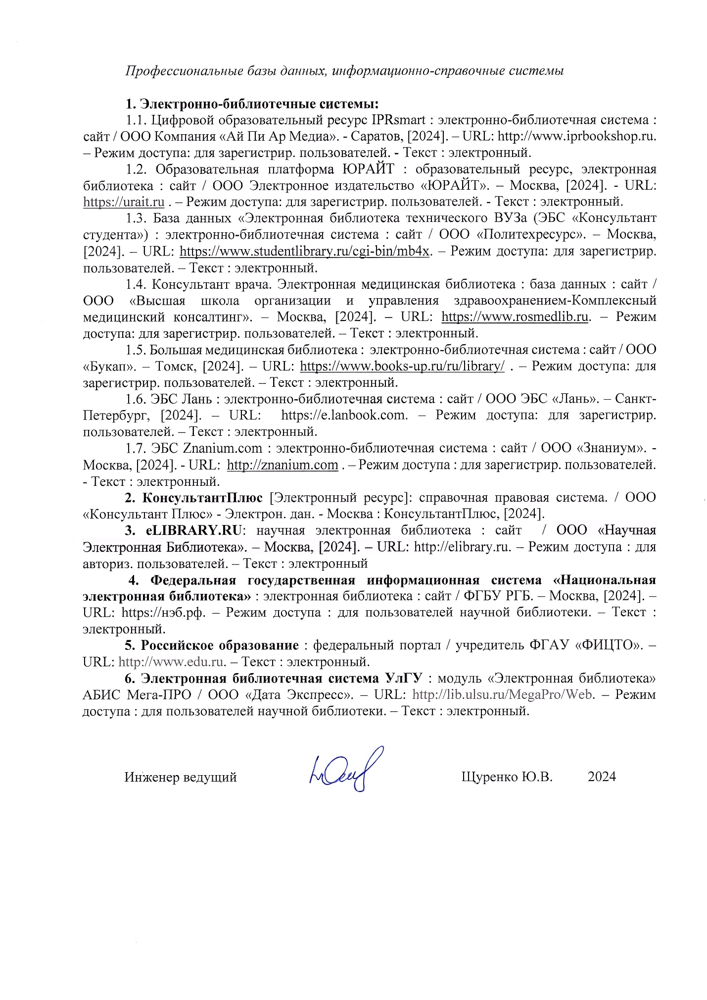 Профессиональные базы данных, информационно-справочные системы
1. Электронно-библиотечные системы:
1.1. Цифровой образовательный ресурс IPRsmart : электронно-библиотечная система :
сайт / ООО Компания «Ай Пи Ар Медиа». - Саратов, [2024]. – URL: http://www.iprbookshop.ru.
– Режим доступа: для зарегистрир. пользователей. - Текст : электронный.
1.2. Образовательная платформа ЮРАЙТ : образовательный ресурс, электронная
библиотека : сайт / ООО Электронное издательство «ЮРАЙТ». – Москва, [2024]. - URL:
https://urait.ru . – Режим доступа: для зарегистрир. пользователей. - Текст : электронный.
1.3. База данных «Электронная библиотека технического ВУЗа (ЭБС «Консультант
студента») : электронно-библиотечная система : сайт / ООО «Политехресурс». – Москва,
[2024]. – URL: https://www.studentlibrary.ru/cgi-bin/mb4x. – Режим доступа: для зарегистрир.
пользователей. – Текст : электронный.
1.4. Консультант врача. Электронная медицинская библиотека : база данных : сайт /
ООО «Высшая школа организации и управления здравоохранением-Комплексный
медицинский консалтинг». – Москва, [2024]. – URL: https://www.rosmedlib.ru. – Режим
доступа: для зарегистрир. пользователей. – Текст : электронный.
1.5. Большая медицинская библиотека : электронно-библиотечная система : сайт / ООО
«Букап». – Томск, [2024]. – URL: https://www.books-up.ru/ru/library/ . – Режим доступа: для
зарегистрир. пользователей. – Текст : электронный.
1.6. ЭБС Лань : электронно-библиотечная система : сайт / ООО ЭБС «Лань». – Санкт-
Петербург, [2024]. – URL: https://e.lanbook.com. – Режим доступа: для зарегистрир.
пользователей. – Текст : электронный.
1.7. ЭБС Znanium.com : электронно-библиотечная система : сайт / ООО «Знаниум». -
Москва, [2024]. - URL: http://znanium.com . – Режим доступа : для зарегистрир. пользователей.
- Текст : электронный.
2. КонсультантПлюс [Электронный ресурс]: справочная правовая система. / ООО
«Консультант Плюс» - Электрон. дан. - Москва : КонсультантПлюс, [2024].
3. eLIBRARY.RU: научная электронная библиотека : сайт / ООО «Научная
Электронная Библиотека». – Москва, [2024]. – URL: http://elibrary.ru. – Режим доступа : для
авториз. пользователей. – Текст : электронный
4. Федеральная государственная информационная система «Национальная
электронная библиотека» : электронная библиотека : сайт / ФГБУ РГБ. – Москва, [2024]. –
URL: https://нэб.рф. – Режим доступа : для пользователей научной библиотеки. – Текст :
электронный.
5. Российское образование : федеральный портал / учредитель ФГАУ «ФИЦТО». –
URL: http://www.edu.ru. – Текст : электронный.
6. Электронная библиотечная система УлГУ : модуль «Электронная библиотека»
АБИС Мега-ПРО / ООО «Дата Экспресс». – URL: http://lib.ulsu.ru/MegaPro/Web. – Режим
доступа : для пользователей научной библиотеки. – Текст : электронный.
Инженер ведущий Щуренко Ю.В. 2024